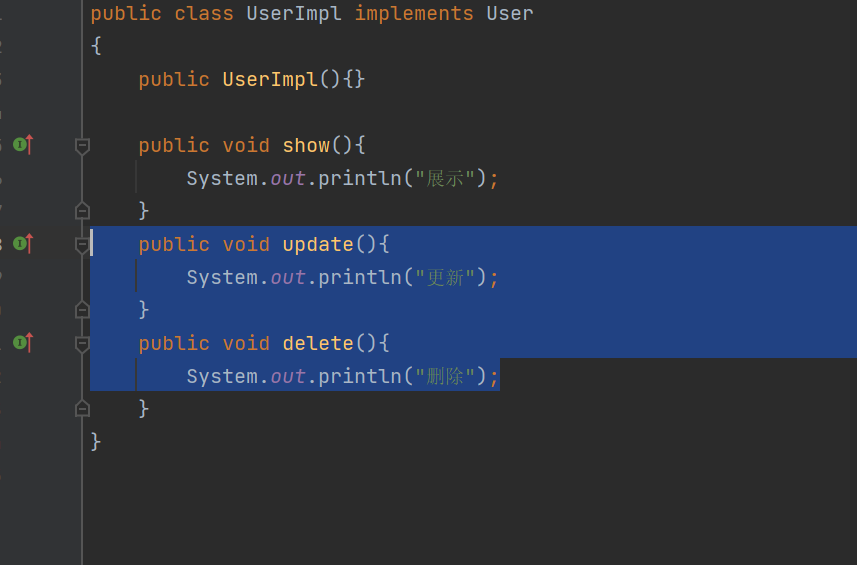 public class UserImpl implements User
{
public UserImpl(){}
public void show(){
System.out.println("展示");
}
public void update(){
System.out.println("更新");
}
public void delete(){
System.out.println("删除");
}
}